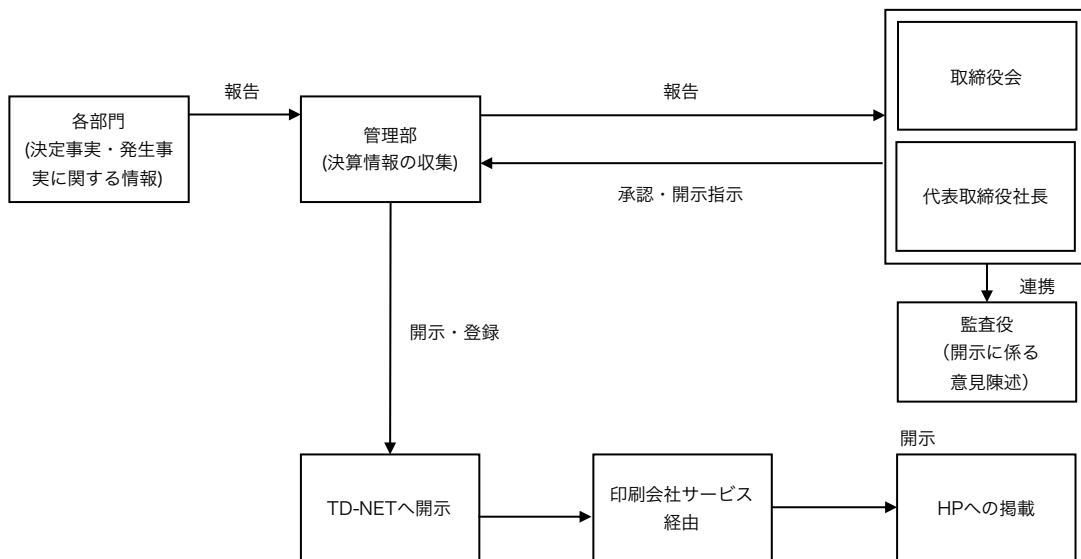 報告
各部門
(決定事実・発生事
実に関する情報)
管理部
(決算情報の収集)
報告
承認・開示指示
取締役会
代表取締役社長
連携
監査役
（開示に係る
意見陳述）
開示・登録
TD-NETへ開示
印刷会社サービス
経由
開示
HPへの掲載